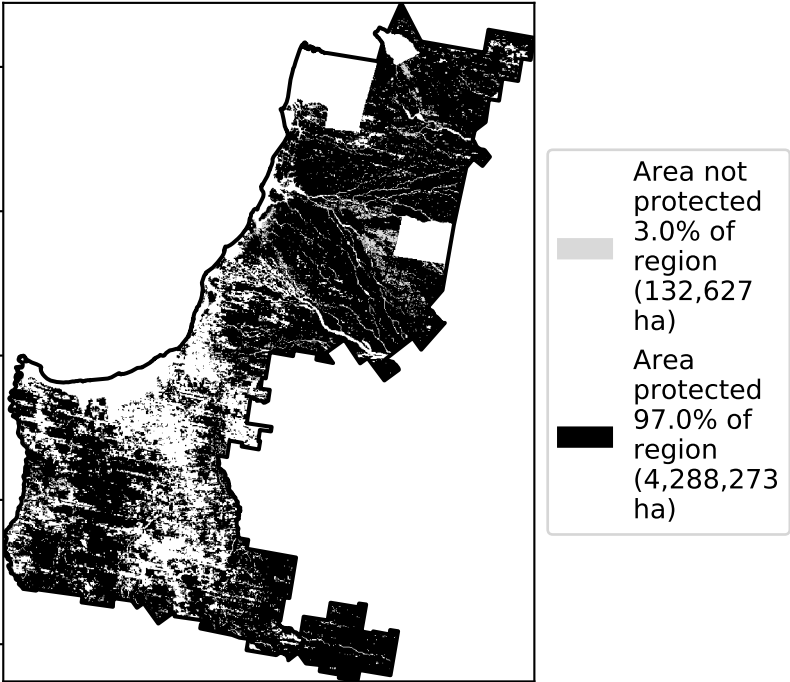 Area not
protected
3.0% of
region
(132,627
ha)
Area
protected
97.0% of
region
(4,288,273
ha)